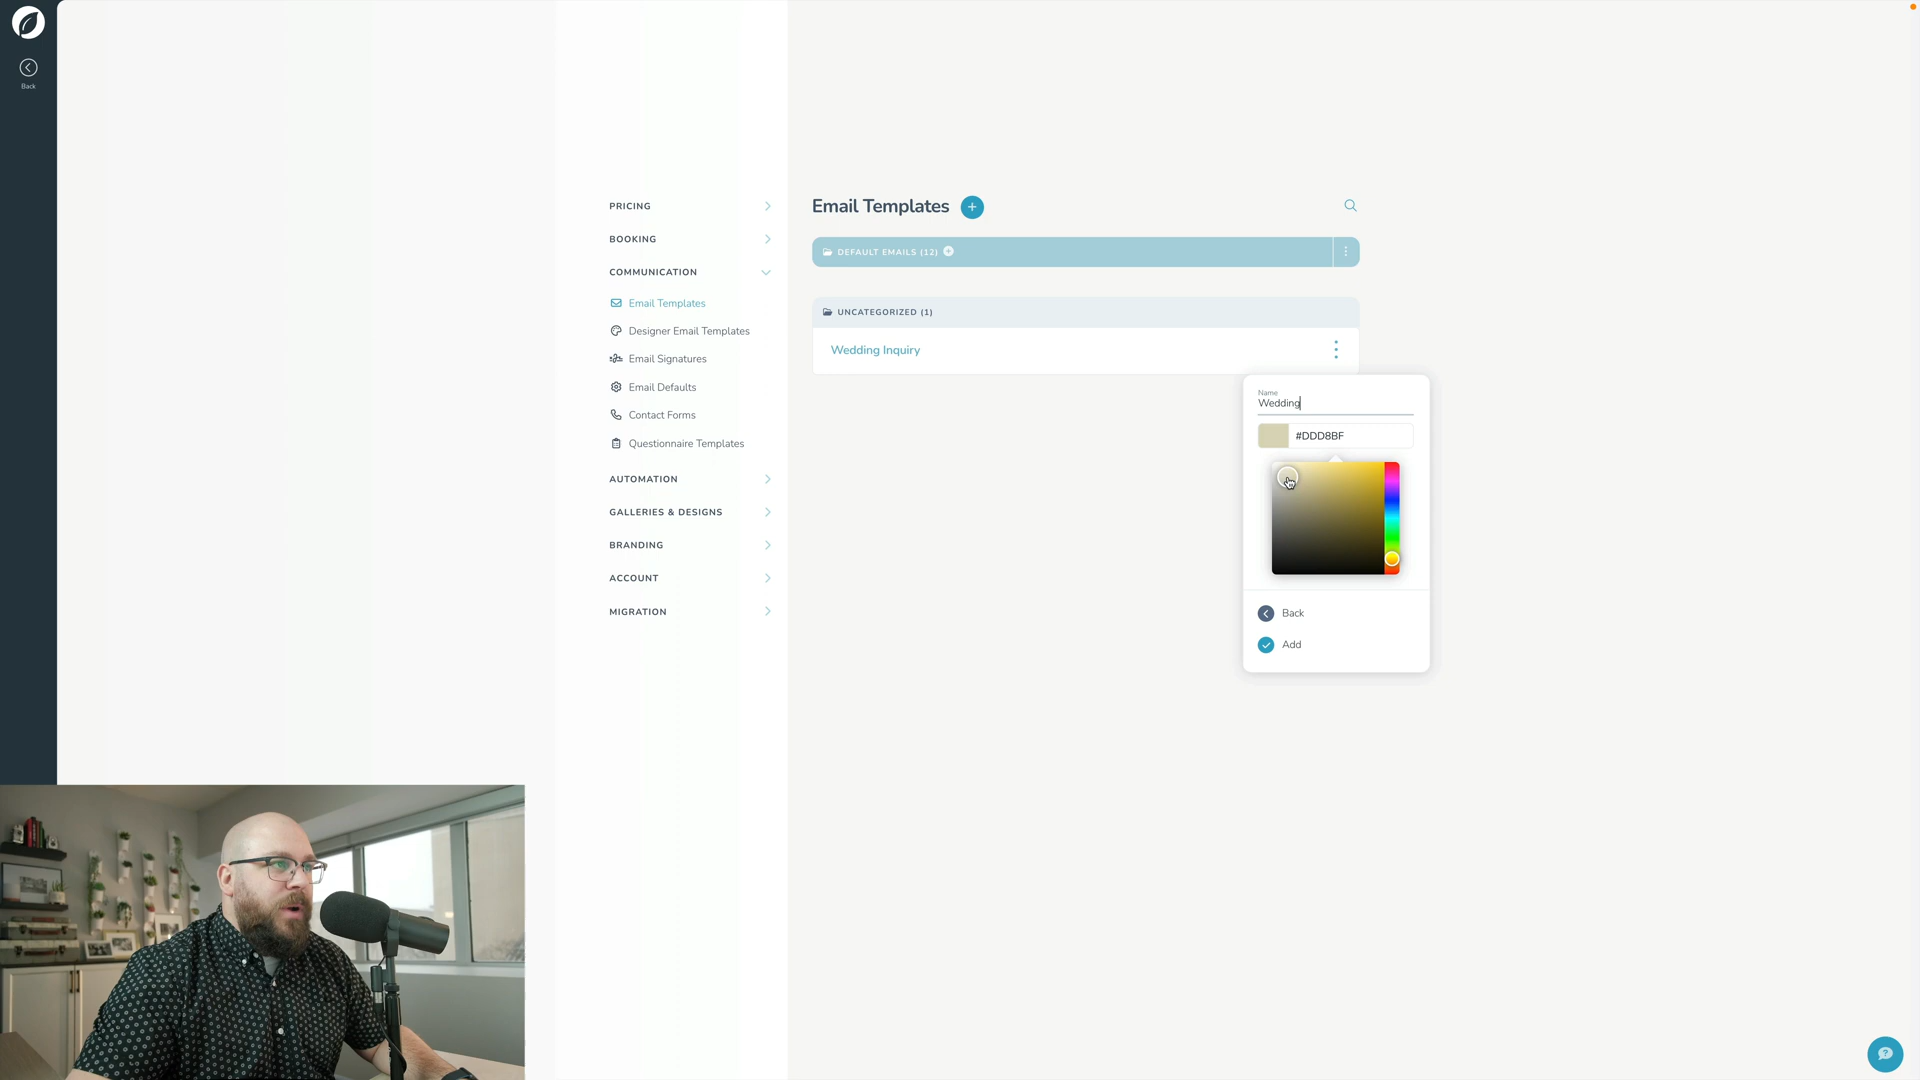 Back
PRICING
BOOKING
COMMUNICATION
Email Templates
Designer Email Templates
Email Signatures
Email Defaults
Contact Forms
Questionnaire Templates
AUTOMATION
GALLERIES & DESIGNS
BRANDING
ACCOUNT
MIGRATION
Email Templates
DEFAULT EMAILS (12)
UNCATEGORIZED (1)
Wedding Inquiry
Name
Wedding
#DDD8BF
Back
Add